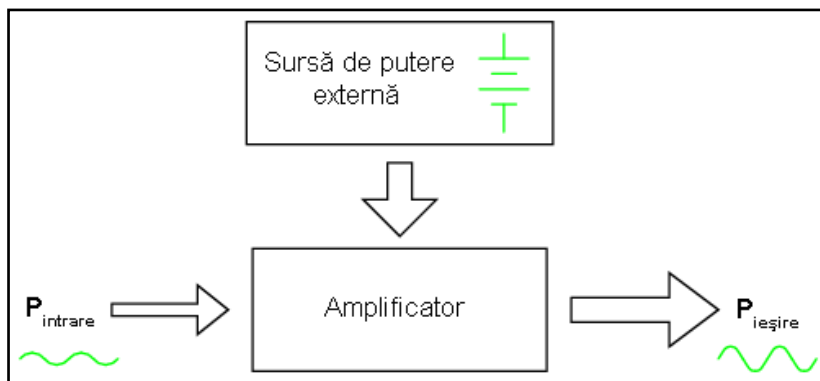 Sursă de putere
externă
P intrare
Amplificator
P ieşire